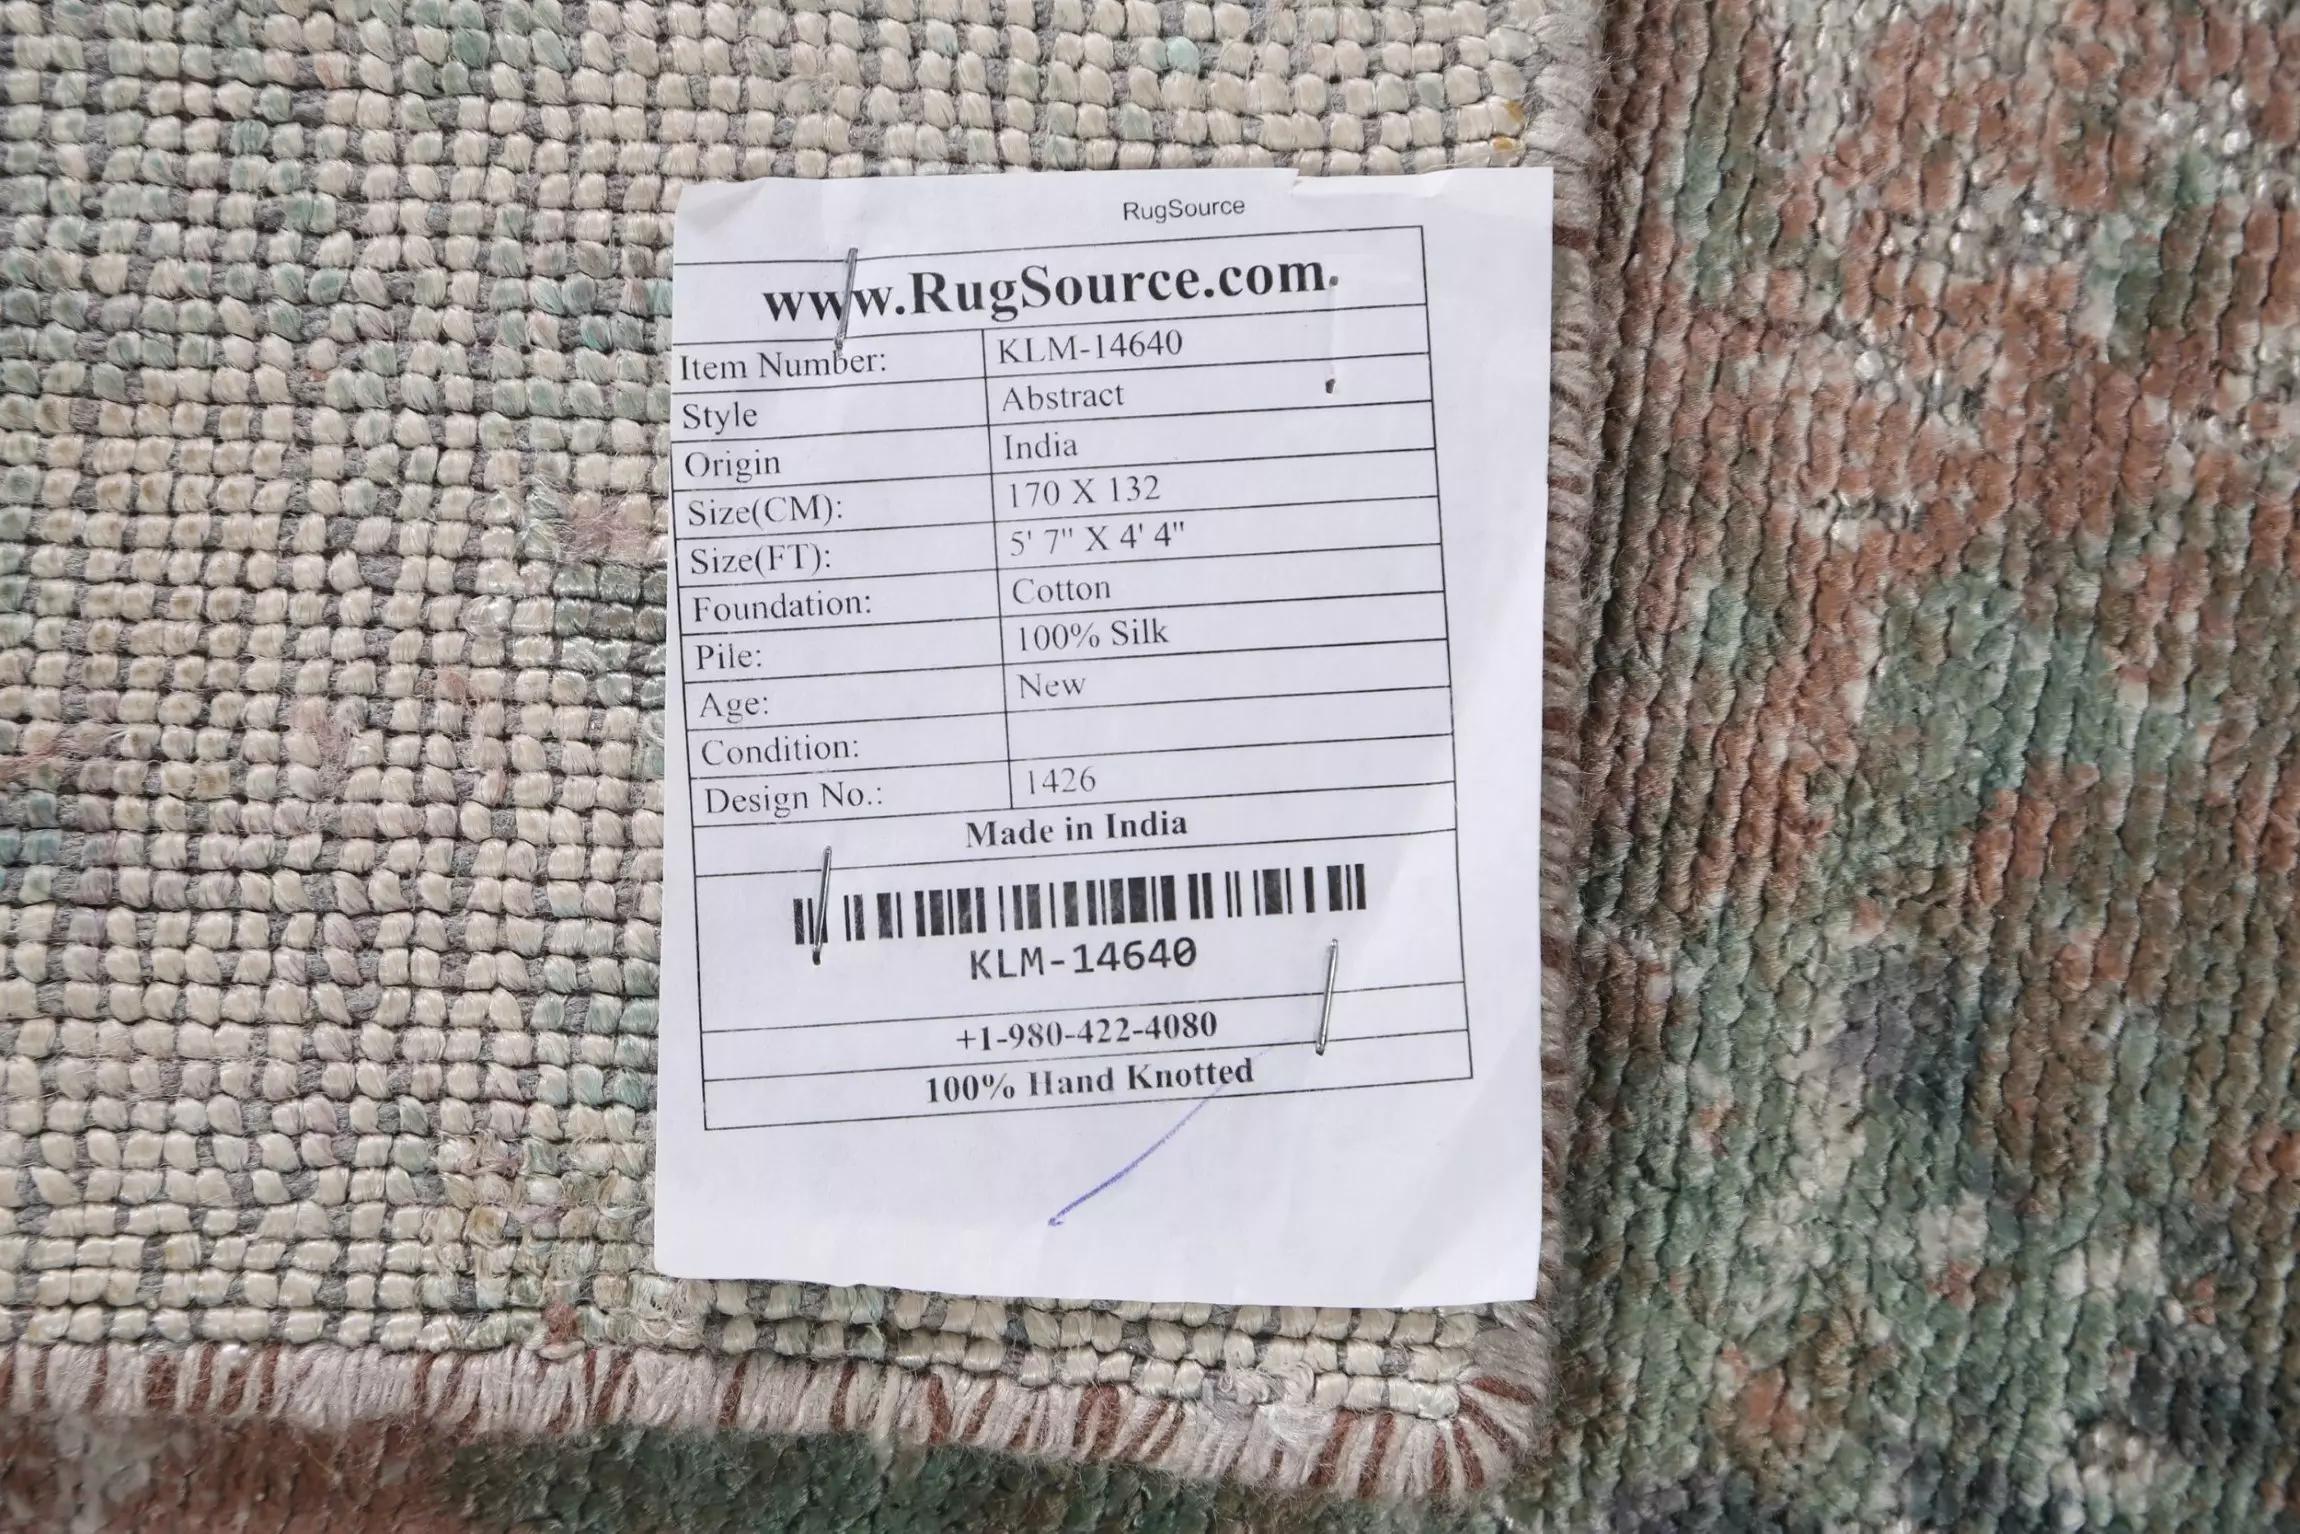 RugSource
www.RugSource.com.
Item Number: KLM-14640
Style Abstract
Origin India
Size(CM): 170 X 132
Size(FT): 5' 7" X 4' 4"
Foundation: Cotton
Pile: 100% Silk
Age: New
Condition:
Design No.: 1426
Made in India
KLM-14640
+1-980-422-4080
100% Hand Knotted